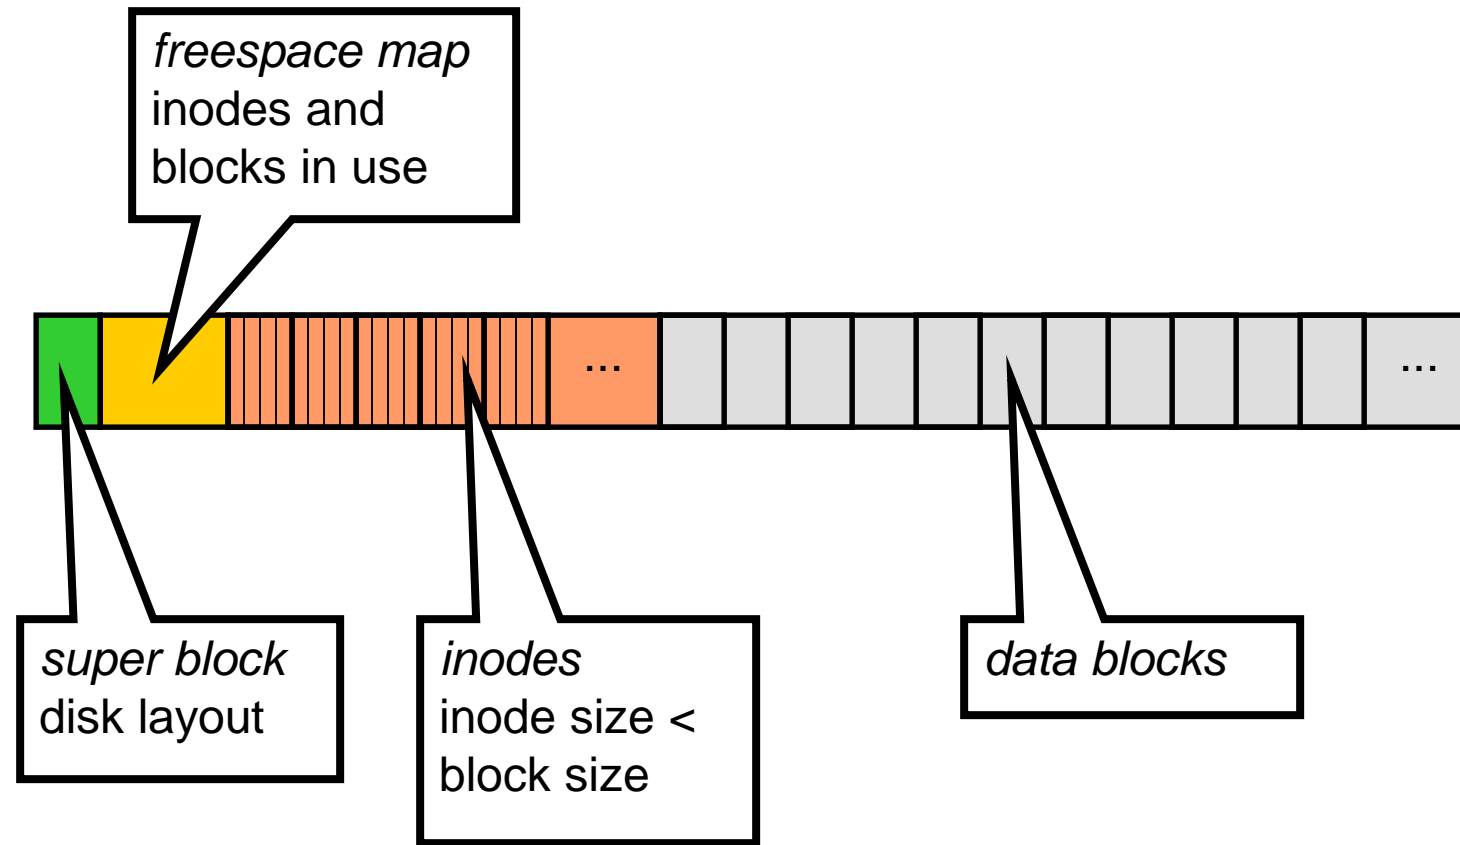 freespace map
inodes and
blocks in use
...
...
super block
disk layout
inodes
inode size <
block size
data blocks